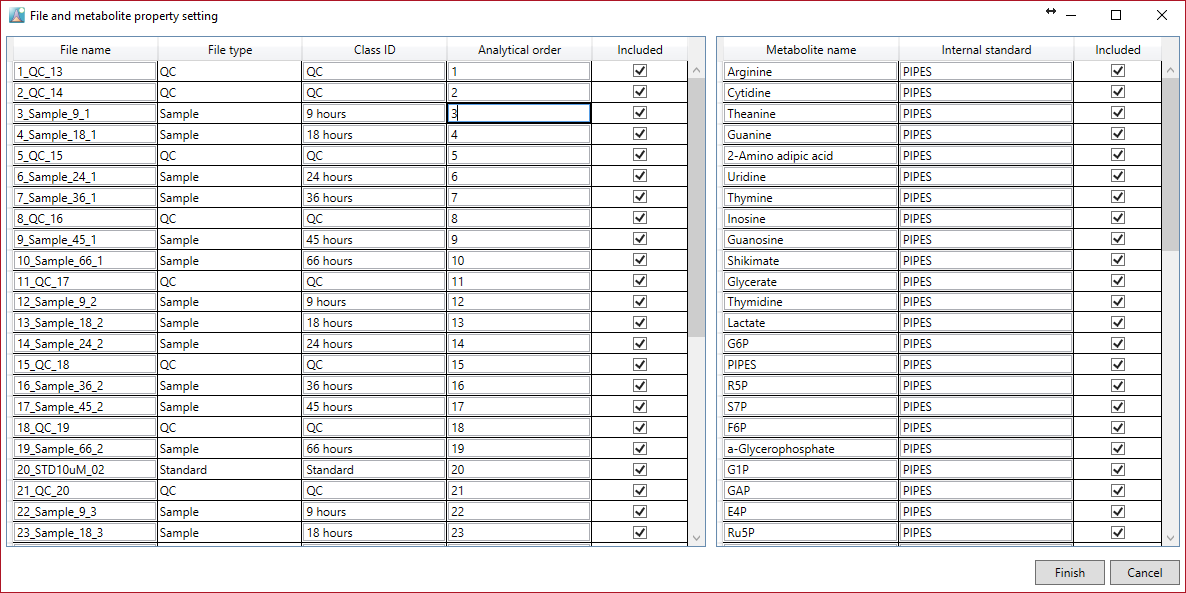 File and metabolite property setting
File name File type Class ID Analytical order Included
1_QC_13 QC QC 1
2_QC_14 QC QC 2
3_Sample_9_1 Sample 9 hours 3
4_Sample_18_1 Sample 18 hours 4
5_QC_15 QC QC 5
6_Sample_24_1 Sample 24 hours 6
7_Sample_36_1 Sample 36 hours 7
8_QC_16 QC QC 8
9_Sample_45_1 Sample 45 hours 9
10_Sample_66_1 Sample 66 hours 10
11_QC_17 QC QC 11
12_Sample_9_2 Sample 9 hours 12
13_Sample_18_2 Sample 18 hours 13
14_Sample_24_2 Sample 24 hours 14
15_QC_18 QC QC 15
16_Sample_36_2 Sample 36 hours 16
17_Sample_45_2 Sample 45 hours 17
18_QC_19 QC QC 18
19_Sample_66_2 Sample 66 hours 19
20_STD10uM_02 Standard Standard 20
21_QC_20 QC QC 21
22_Sample_9_3 Sample 9 hours 22
23_Sample_18_3 Sample 18 hours 23
Metabolite name Internal standard Included
Arginine PIPES
Cytidine PIPES
Theanine PIPES
Guanine PIPES
2-Amino adipic acid PIPES
Uridine PIPES
Thymine PIPES
Inosine PIPES
Guanosine PIPES
Shikimate PIPES
Glycerate PIPES
Thymidine PIPES
Lactate PIPES
G6P PIPES
PIPES PIPES
R5P PIPES
S7P PIPES
F6P PIPES
a-Glycerophosphate PIPES
G1P PIPES
GAP PIPES
E4P PIPES
Ru5P PIPES
Finish Cancel